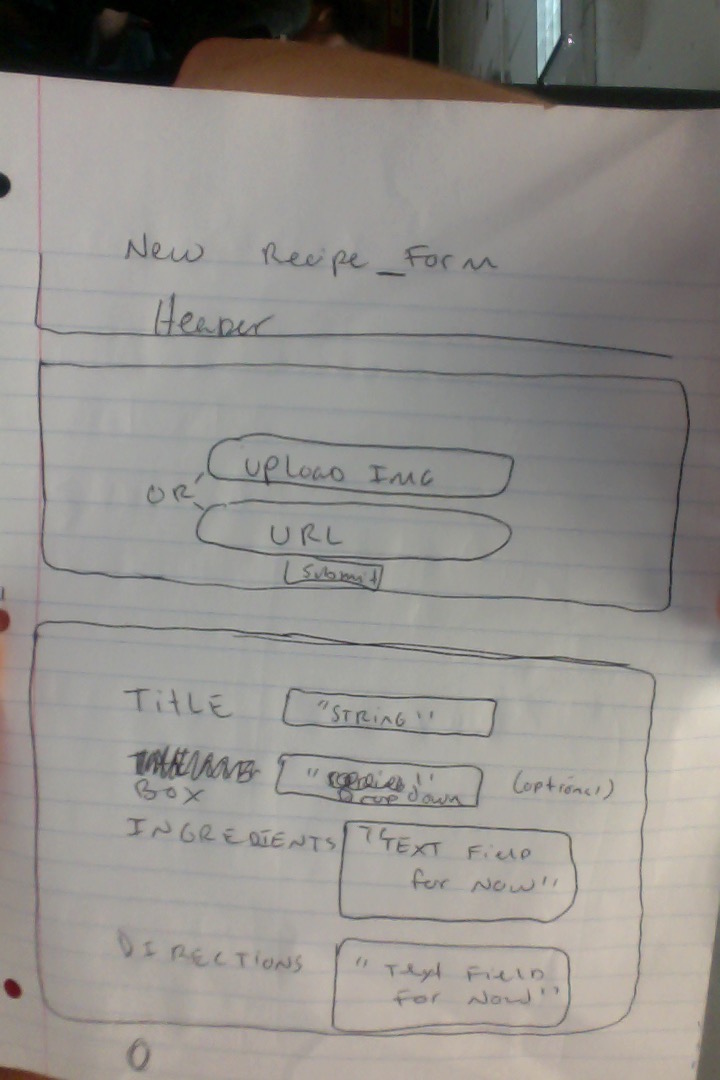 New Recipe_Form
Header
UPLOAD IMG
OR
URL
Submit
TITLE "STRING"
BOX " " Drop down (optional)
INGREDIENTS "TEXT FIELD
for NOW"
DIRECTIONS "Text FIELD
For Now"